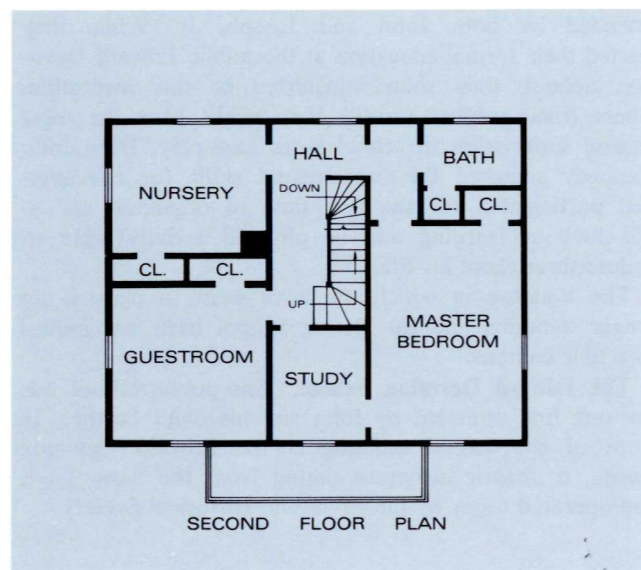 HALL
BATH
NURSERY
DOWN
CL.
CL.
CL.
CL.
UP
MASTER
BEDROOM
GUESTROOM
STUDY
SECOND FLOOR PLAN